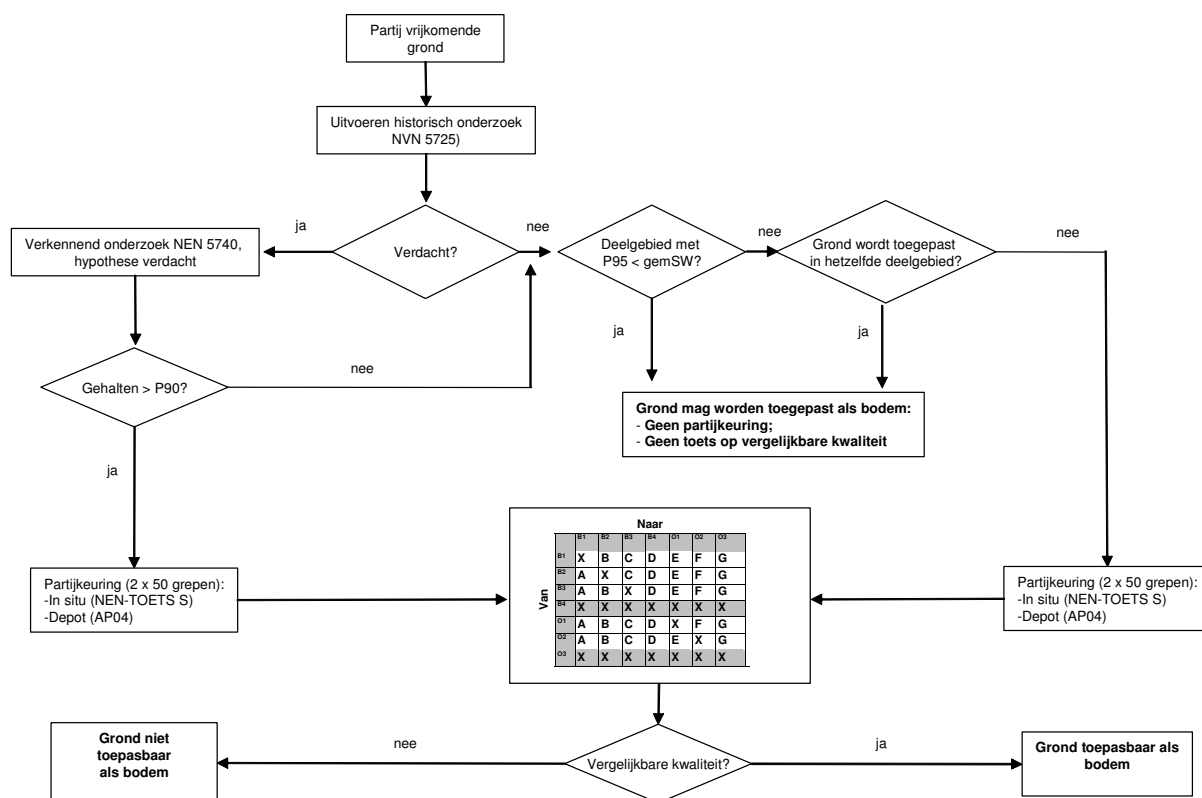 Partij vrijkomende
grond
Uitvoeren historisch onderzoek
NVN 5725)
ja
Verdacht?
nee
Verkennend onderzoek NEN 5740,
hypothese verdacht
Deelgebied met
P95 < gemSW?
nee
Grond wordt toegepast
in hetzelfde deelgebied?
nee
ja
ja
Gehalten > P90?
nee
ja
Grond mag worden toegepast als bodem:
- Geen partijkeuring;
- Geen toets op vergelijkbare kwaliteit
Partijkeuring (2 x 50 grepen):
-In situ (NEN-TOETS S)
-Depot (AP04)
Naar
Van
B1 B2 B3 B4 O1 O2 O3
B1 X B C D E F G
B2 A X C D E F G
B3 A B X D E F G
B4 X X X X X X X
O1 A B C D X F G
O2 A B C D E X G
O3 X X X X X X X
Partijkeuring (2 x 50 grepen):
-In situ (NEN-TOETS S)
-Depot (AP04)
Grond niet
toepasbaar
als bodem
nee
Vergelijkbare kwaliteit?
ja
Grond toepasbaar als
bodem